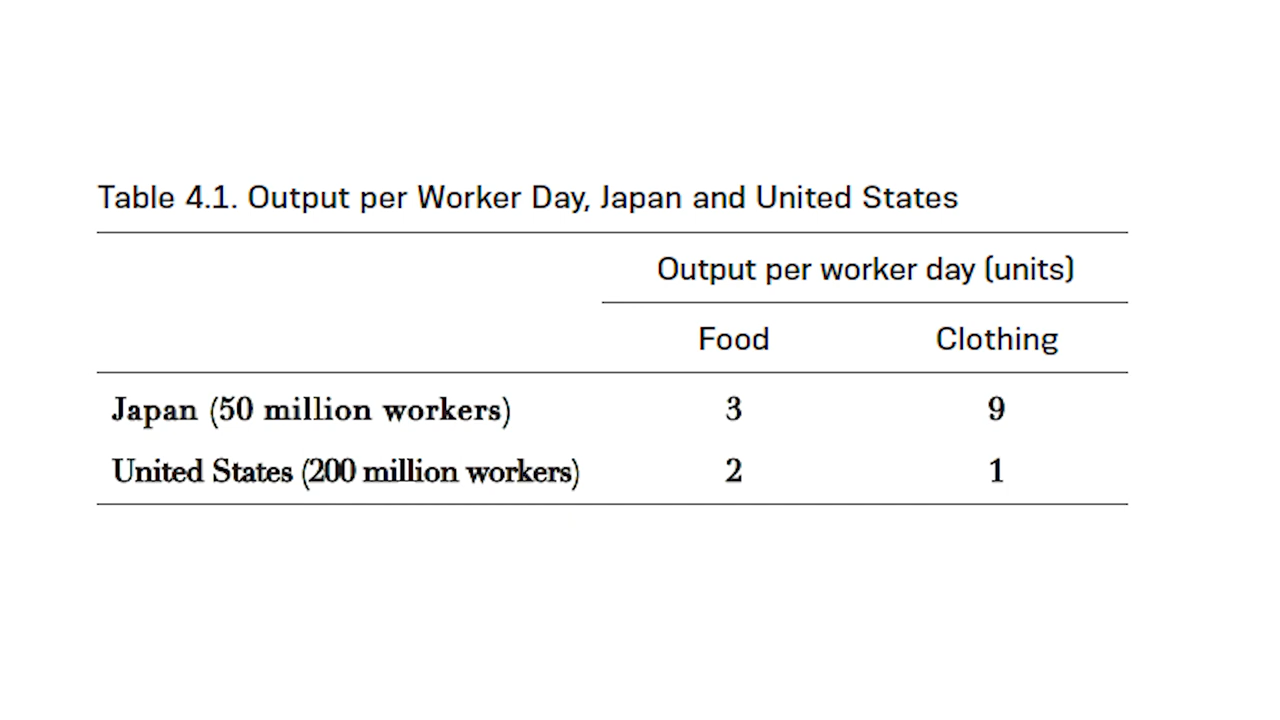 Table 4.1. Output per Worker Day, Japan and United States
Output per worker day (units)
Food Clothing
Japan (50 million workers) 3 9
United States (200 million workers) 2 1